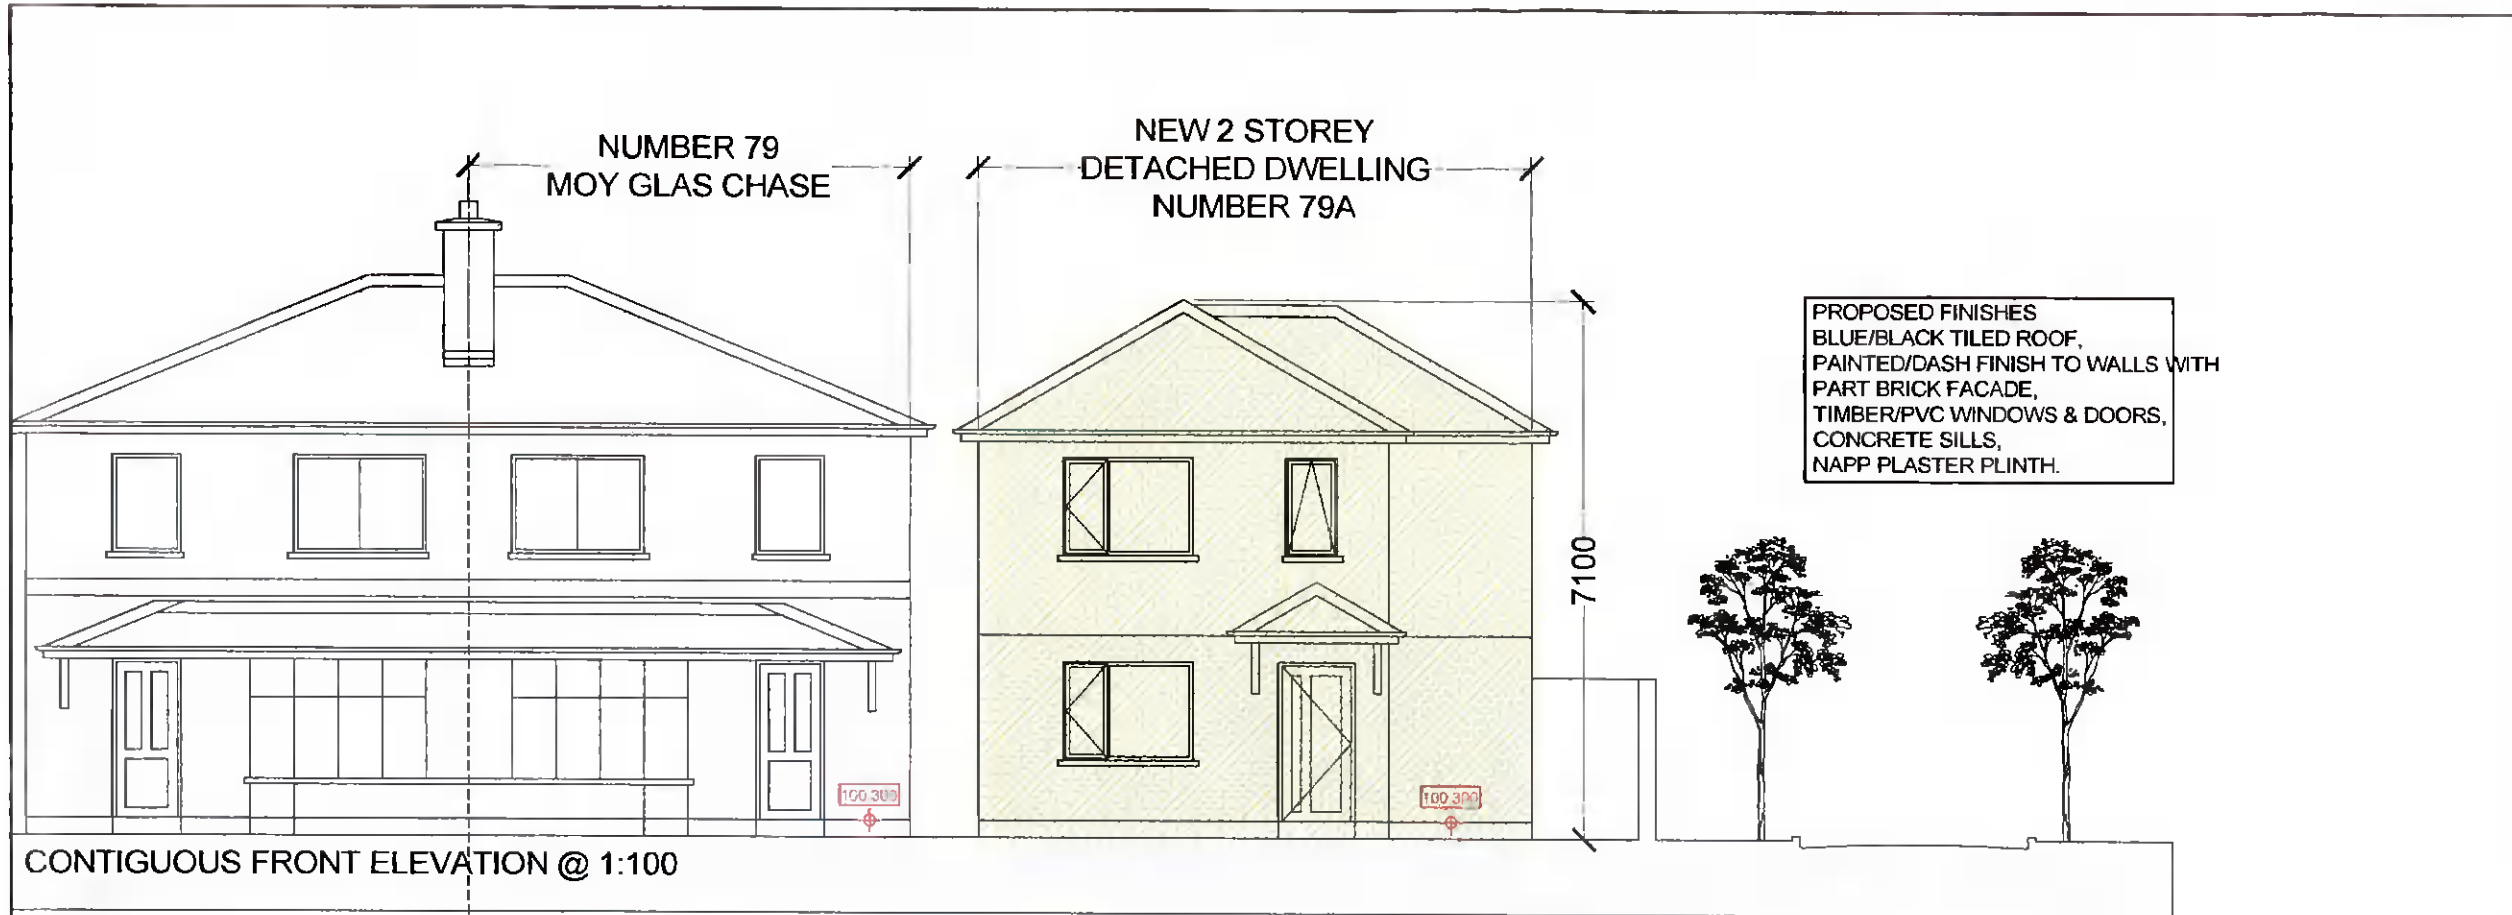 NUMBER 79
MOY GLAS CHASE
NEW 2 STOREY
DETACHED DWELLING
NUMBER 79A
PROPOSED FINISHES
BLUE/BLACK TILED ROOF,
PAINTED/DASH FINISH TO WALLS WITH
PART BRICK FACADE,
TIMBER/PVC WINDOWS & DOORS,
CONCRETE SILLS,
NAPP PLASTER PLINTH.
7100
100.300
100.300
CONTIGUOUS FRONT ELEVATION @ 1:100